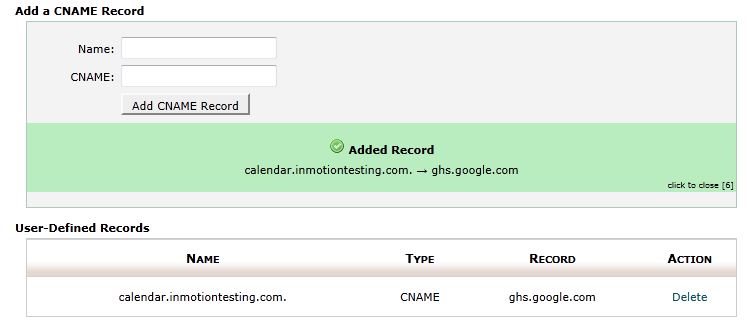 Add a CNAME Record
Name:
CNAME:
Add CNAME Record
Added Record
calendar.inmotiontesting.com. → ghs.google.com
click to close [6]
User-Defined Records
NAME TYPE RECORD ACTION
calendar.inmotiontesting.com. CNAME ghs.google.com Delete